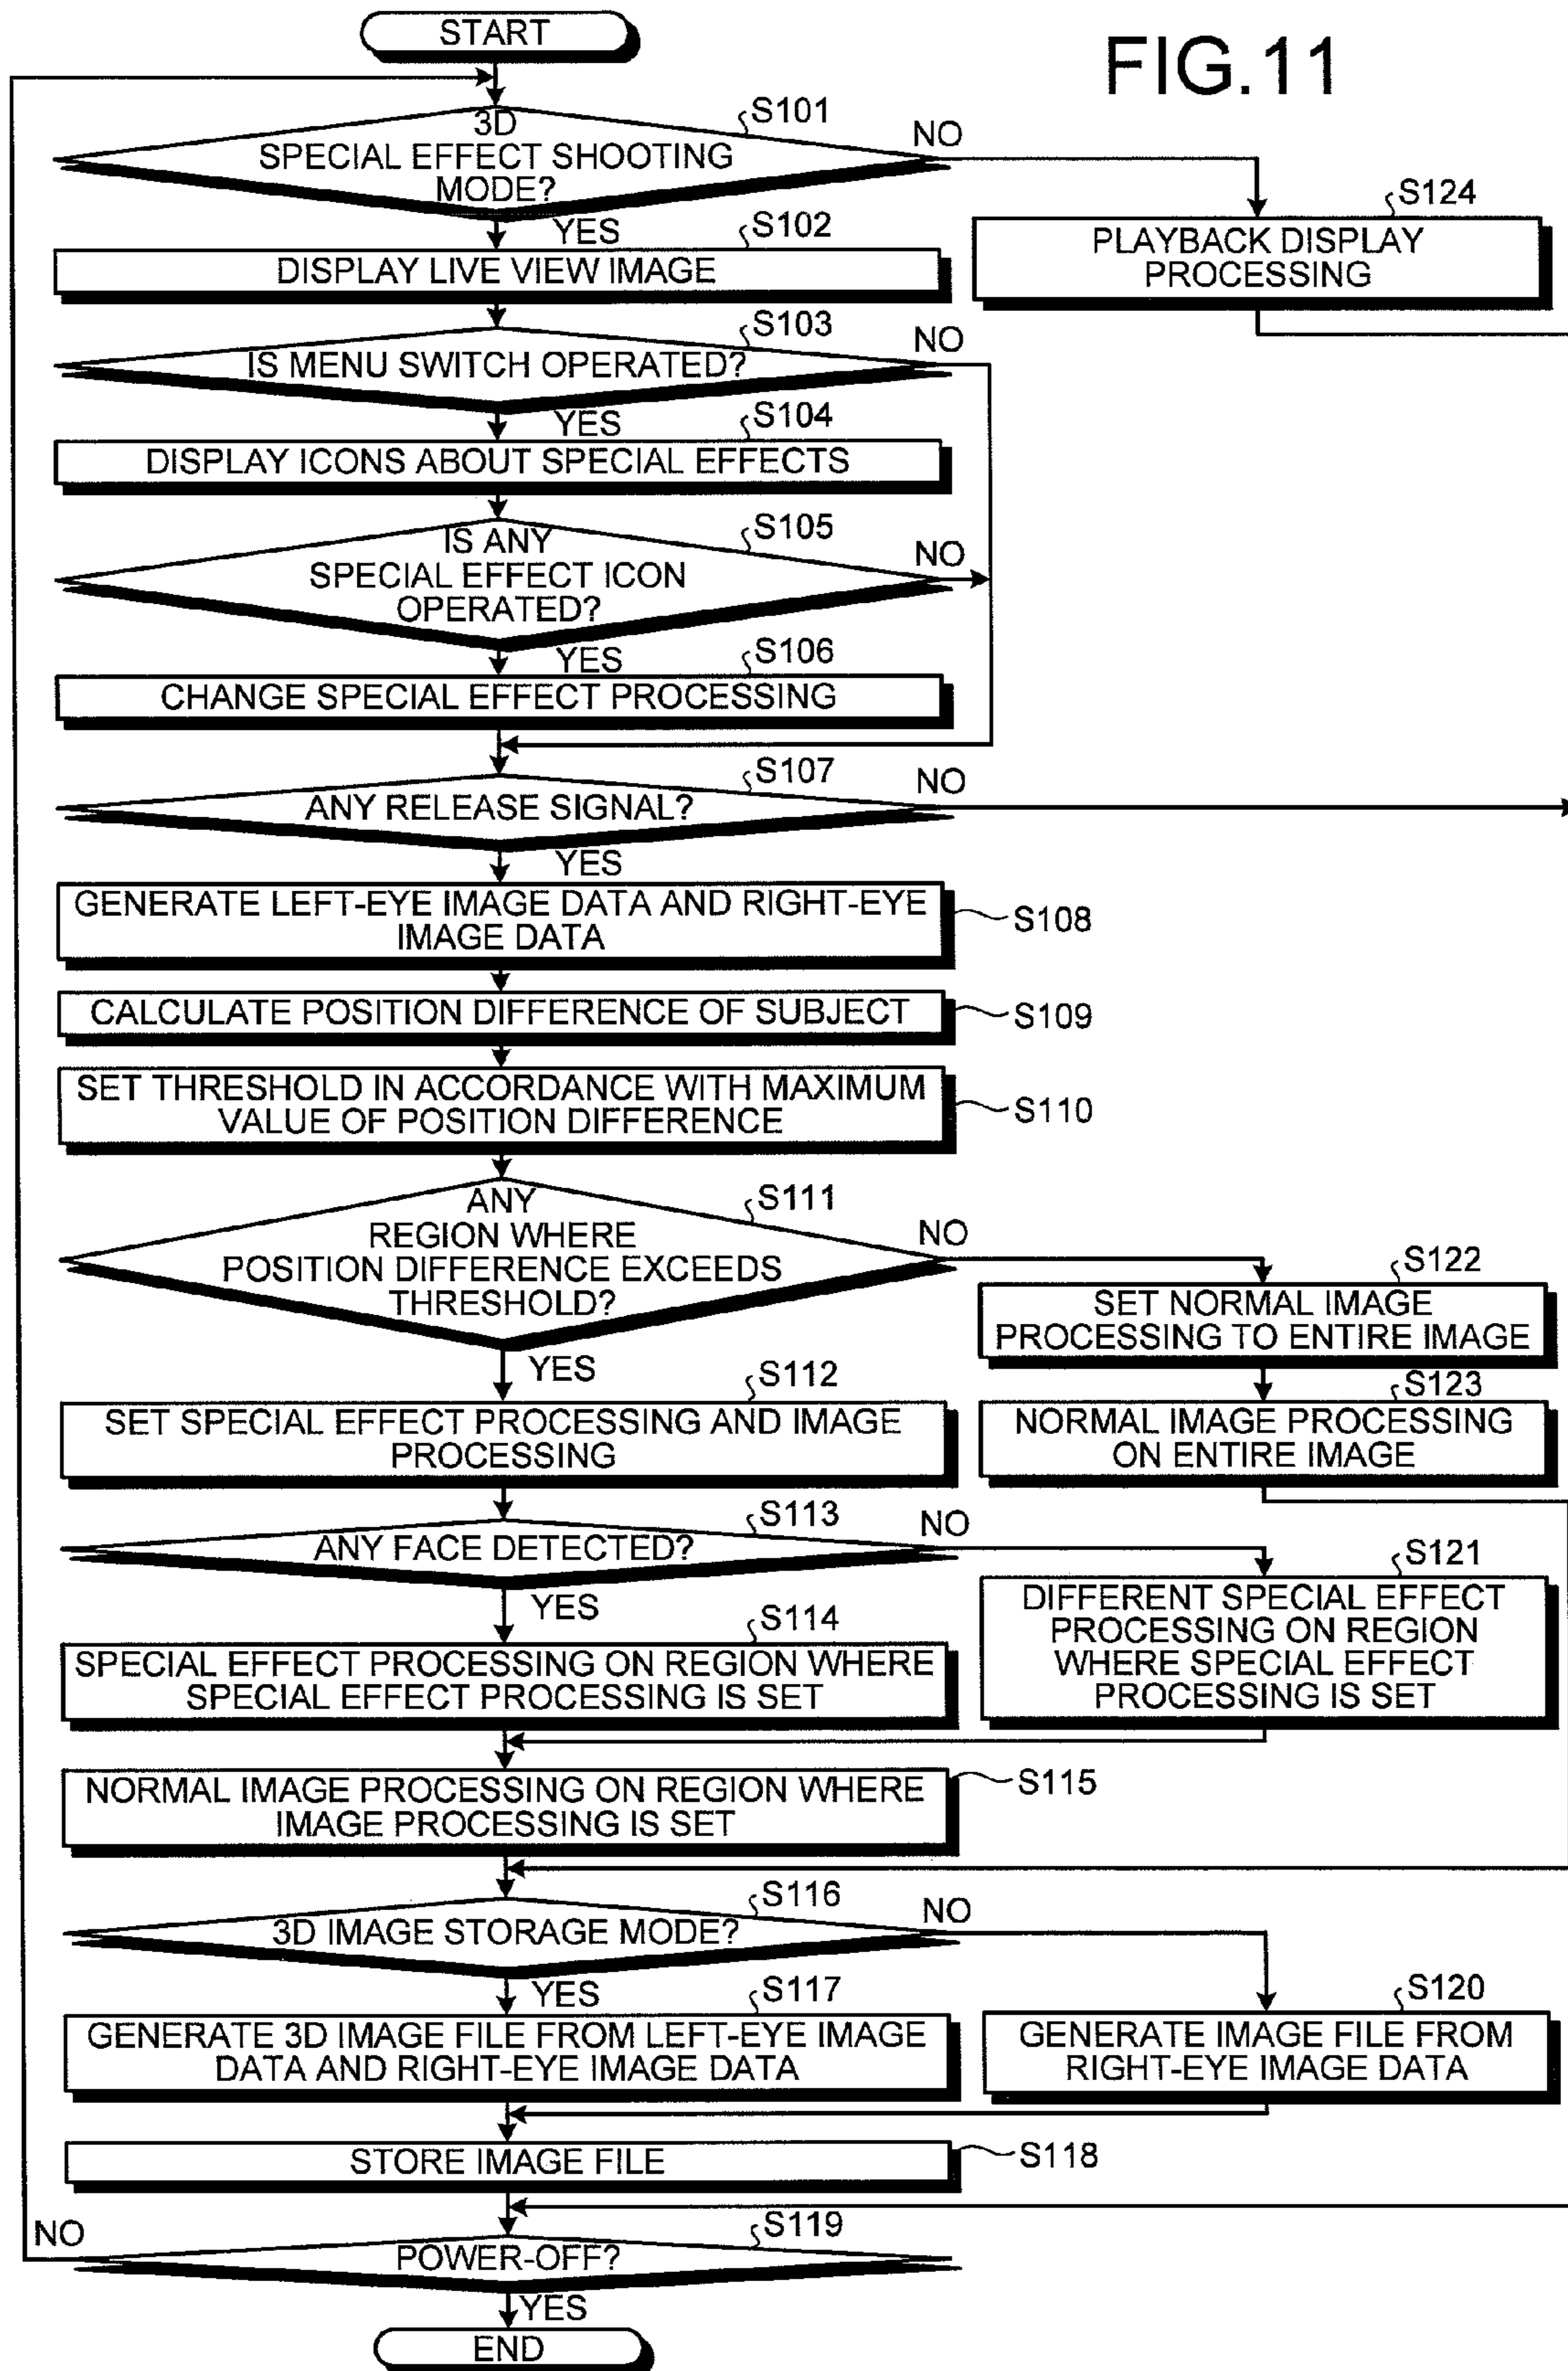 START
FIG.11
S101
3D
SPECIAL EFFECT SHOOTING
MODE?
NO
YES
S124
PLAYBACK DISPLAY
PROCESSING
S102
DISPLAY LIVE VIEW IMAGE
S103
IS MENU SWITCH OPERATED?
NO
YES
S104
DISPLAY ICONS ABOUT SPECIAL EFFECTS
S105
IS ANY
SPECIAL EFFECT ICON
OPERATED?
NO
YES
S106
CHANGE SPECIAL EFFECT PROCESSING
S107
ANY RELEASE SIGNAL?
NO
YES
GENERATE LEFT-EYE IMAGE DATA AND RIGHT-EYE
IMAGE DATA
S108
CALCULATE POSITION DIFFERENCE OF SUBJECT
S109
SET THRESHOLD IN ACCORDANCE WITH MAXIMUM
VALUE OF POSITION DIFFERENCE
S110
S111
ANY
REGION WHERE
POSITION DIFFERENCE EXCEEDS
THRESHOLD?
NO
YES
S122
SET NORMAL IMAGE
PROCESSING TO ENTIRE IMAGE
S123
NORMAL IMAGE PROCESSING
ON ENTIRE IMAGE
S112
SET SPECIAL EFFECT PROCESSING AND IMAGE
PROCESSING
S113
ANY FACE DETECTED?
NO
YES
S121
DIFFERENT SPECIAL EFFECT
PROCESSING ON REGION
WHERE SPECIAL EFFECT
PROCESSING IS SET
S114
SPECIAL EFFECT PROCESSING ON REGION WHERE
SPECIAL EFFECT PROCESSING IS SET
NORMAL IMAGE PROCESSING ON REGION WHERE
IMAGE PROCESSING IS SET
S115
S116
3D IMAGE STORAGE MODE?
NO
YES
S117
GENERATE 3D IMAGE FILE FROM LEFT-EYE IMAGE
DATA AND RIGHT-EYE IMAGE DATA
S120
GENERATE IMAGE FILE FROM
RIGHT-EYE IMAGE DATA
STORE IMAGE FILE
S118
NO
S119
POWER-OFF?
YES
END